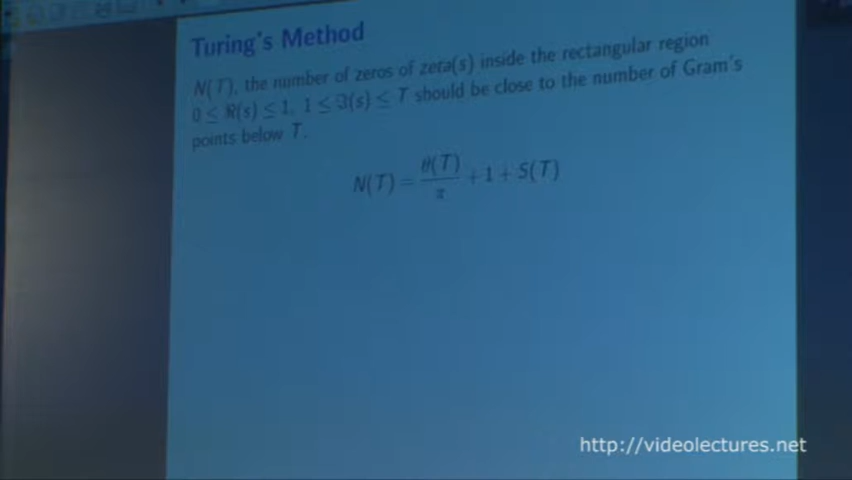 Turing's Method
N(T), the number of zeros of zeta(s) inside the rectangular region
0 ≤ ℜ(s) ≤ 1, 1 ≤ ℑ(s) ≤ T should be close to the number of Gram's
points below T.
N(T) = θ(T)/π + 1 + S(T)
http://videolectures.net